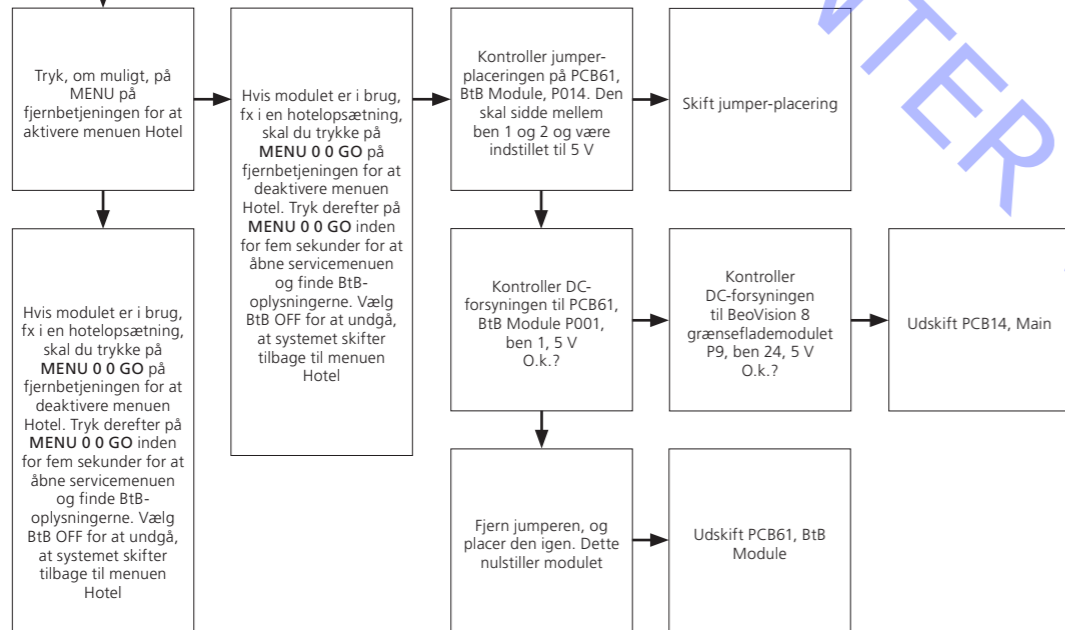 Tryk, om muligt, på
MENU på
fjernbetjeningen for at
aktivere menuen Hotel
Hvis modulet er i brug,
fx i en hotelopsætning,
skal du trykke på
MENU 0 0 GO på
fjernbetjeningen for at
deaktivere menuen
Hotel. Tryk derefter på
MENU 0 0 GO inden
for fem sekunder for at
åbne servicemenuen
og finde BtB-
oplysningerne. Vælg
BtB OFF for at undgå,
at systemet skifter
tilbage til menuen
Hotel
Kontroller jumper-
placeringen på PCB61,
BtB Module, P014. Den
skal sidde mellem
ben 1 og 2 og være
indstillet til 5 V
Skift jumper-placering
Hvis modulet er i brug,
fx i en hotelopsætning,
skal du trykke på
MENU 0 0 GO på
fjernbetjeningen for at
deaktivere menuen
Hotel. Tryk derefter på
MENU 0 0 GO inden
for fem sekunder for at
åbne servicemenuen
og finde BtB-
oplysningerne. Vælg
BtB OFF for at undgå,
at systemet skifter
tilbage til menuen
Hotel
Kontroller DC-
forsyningen til PCB61,
BtB Module P001,
ben 1, 5 V
O.k.?
Kontroller
DC-forsyningen
til BeoVision 8
grænseflademodulet
P9, ben 24, 5 V
O.k.?
Udskift PCB14, Main
Fjern jumperen, og
placer den igen. Dette
nulstiller modulet
Udskift PCB61, BtB
Module
NTER